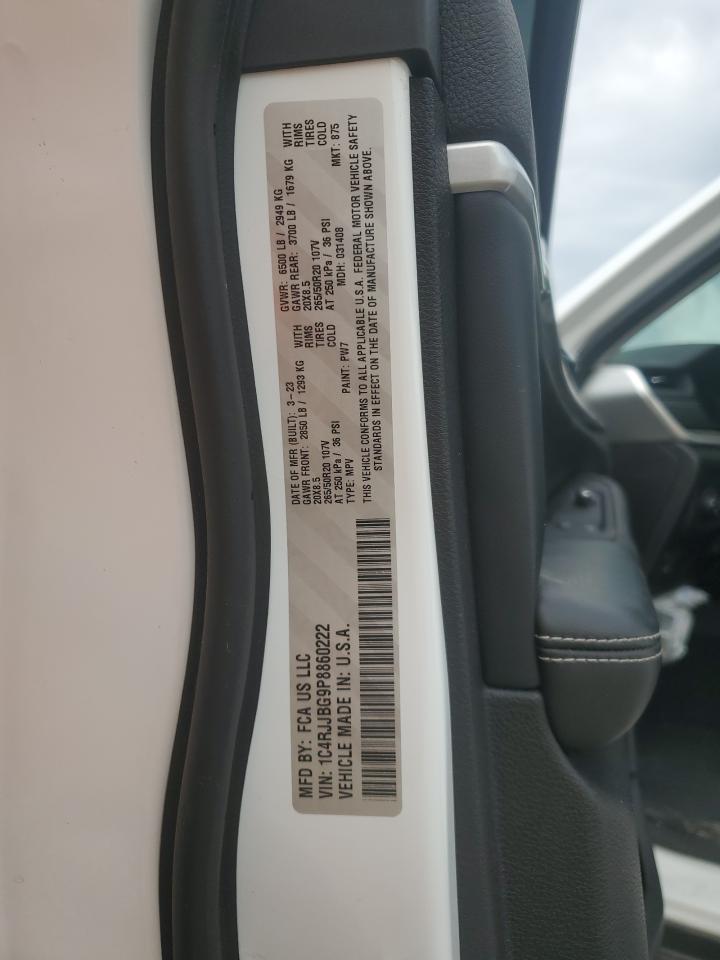 MFD BY: FCA US LLC
VIN: 1C4RJJBG9P8860222
VEHICLE MADE IN: U.S.A.
DATE OF MFR (BUILT): 3-23
GAWR FRONT: 2850 LB / 1293 KG WITH
20X8.5 RIMS
265/50R20 107V TIRES
AT 250 kPa / 36 PSI COLD
TYPE: MPV PAINT: PW7
GVWR: 6500 LB / 2949 KG
GAWR REAR: 3700 LB / 1679 KG WITH
20X8.5 RIMS
265/50R20 107V TIRES
AT 250 kPa / 36 PSI COLD
MDH: 031408 MKT: 875
THIS VEHICLE CONFORMS TO ALL APPLICABLE U.S.A. FEDERAL MOTOR VEHICLE SAFETY
STANDARDS IN EFFECT ON THE DATE OF MANUFACTURE SHOWN ABOVE.